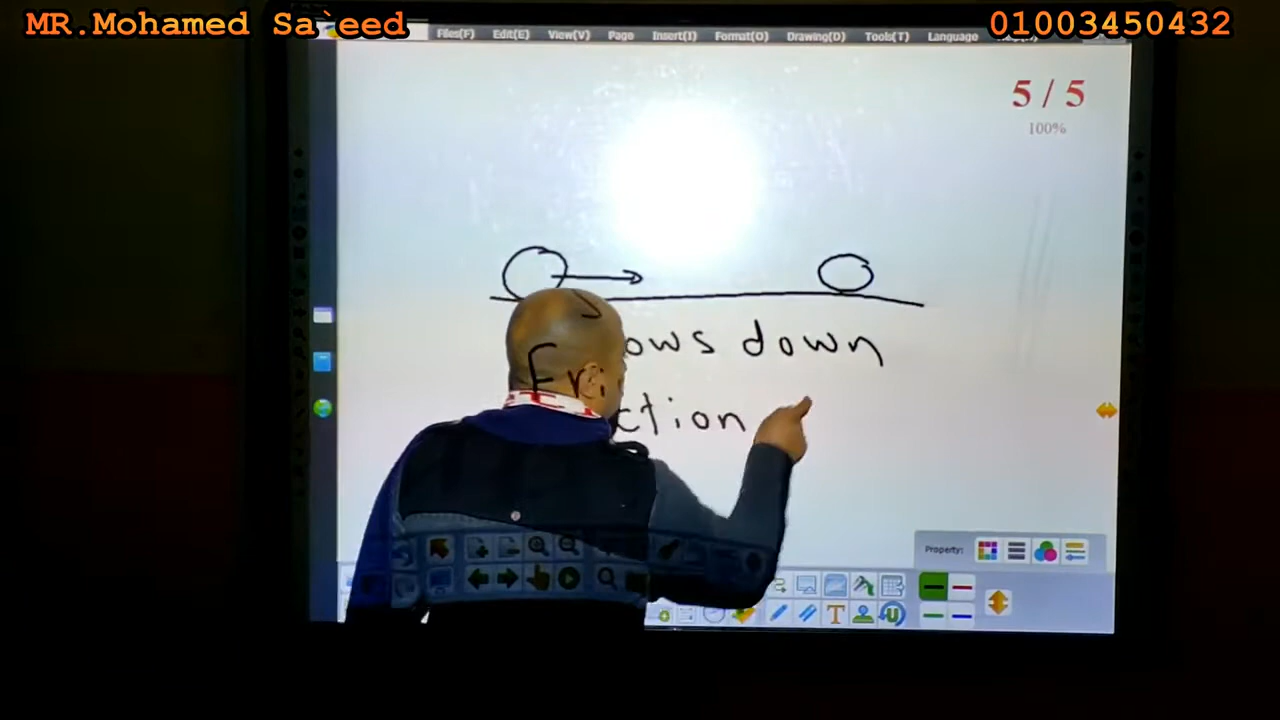 MR.Mohamed Sa`eed
01003450432
Files(F) Edit(E) View(V) Page Insert(I) Format(O) Drawing(D) Tools(T) Language
5 / 5
100%
ows down
Friction
Property: